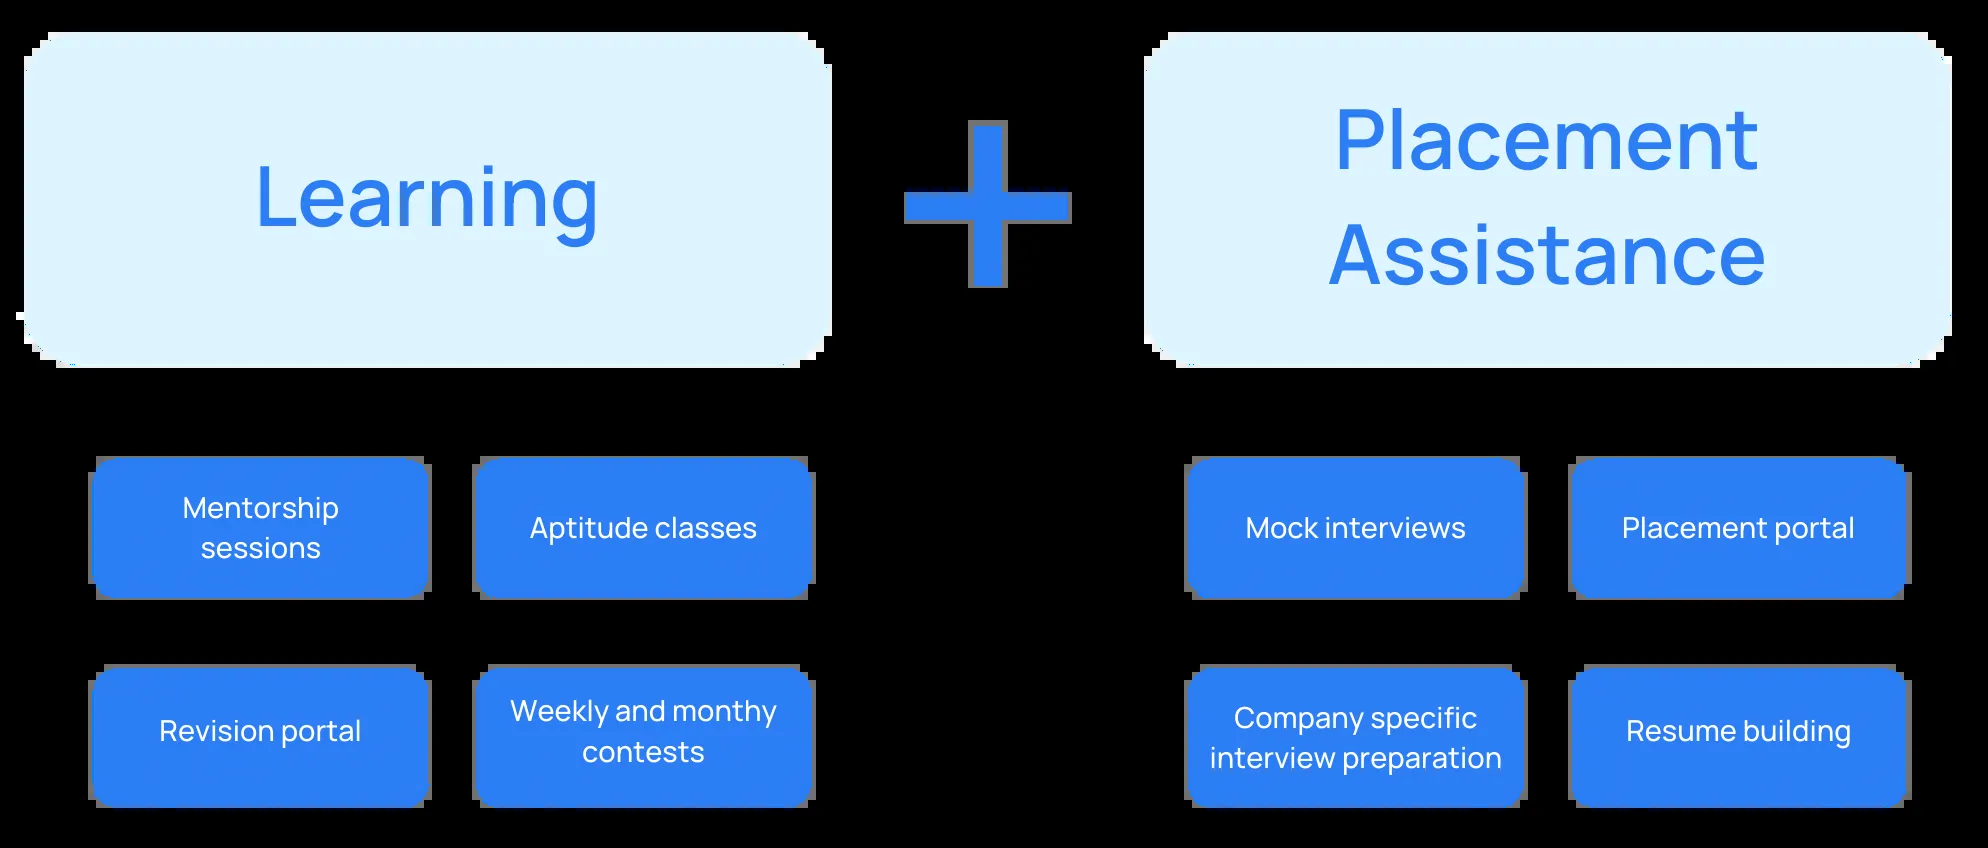 Learning
Placement
Assistance
Mentorship
sessions
Aptitude classes
Mock interviews
Placement portal
Revision portal
Weekly and monthy
contests
Company specific
interview preparation
Resume building